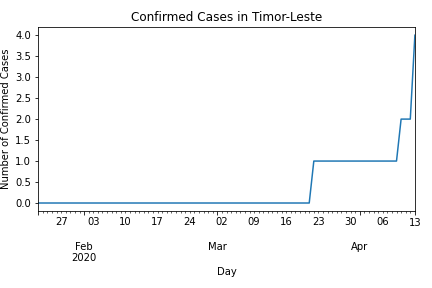 Confirmed Cases in Timor-Leste
Number of Confirmed Cases
4.0
3.5
3.0
2.5
2.0
1.5
1.0
0.5
0.0
27 03 10 17 24 02 09 16 23 30 06 13
Feb Mar Apr
2020
Day